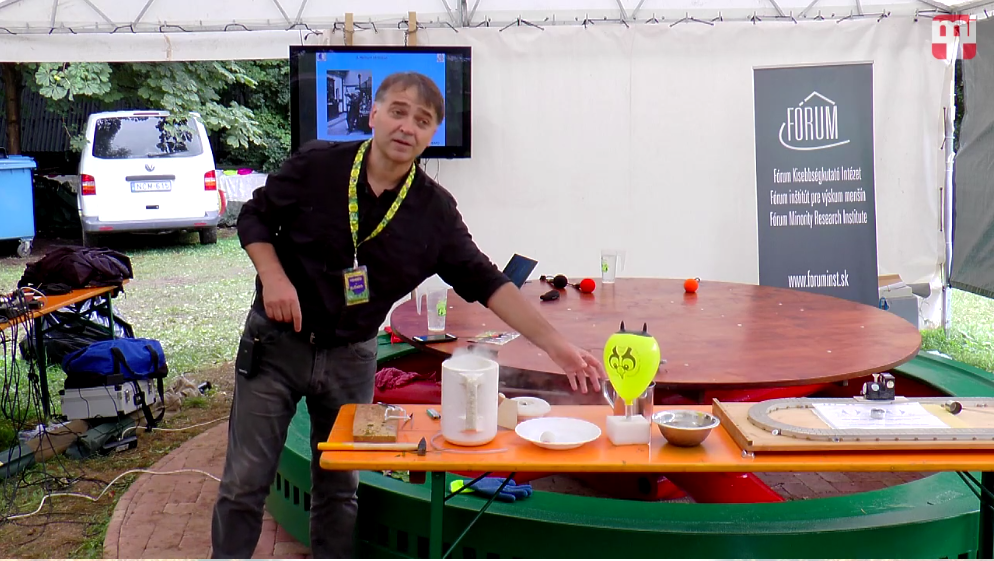 FÓRUM
Fórum Kisebbségkutató Intézet
Fórum inštitút pre výskum menšín
Fórum Minority Research Institute
www.foruminst.sk